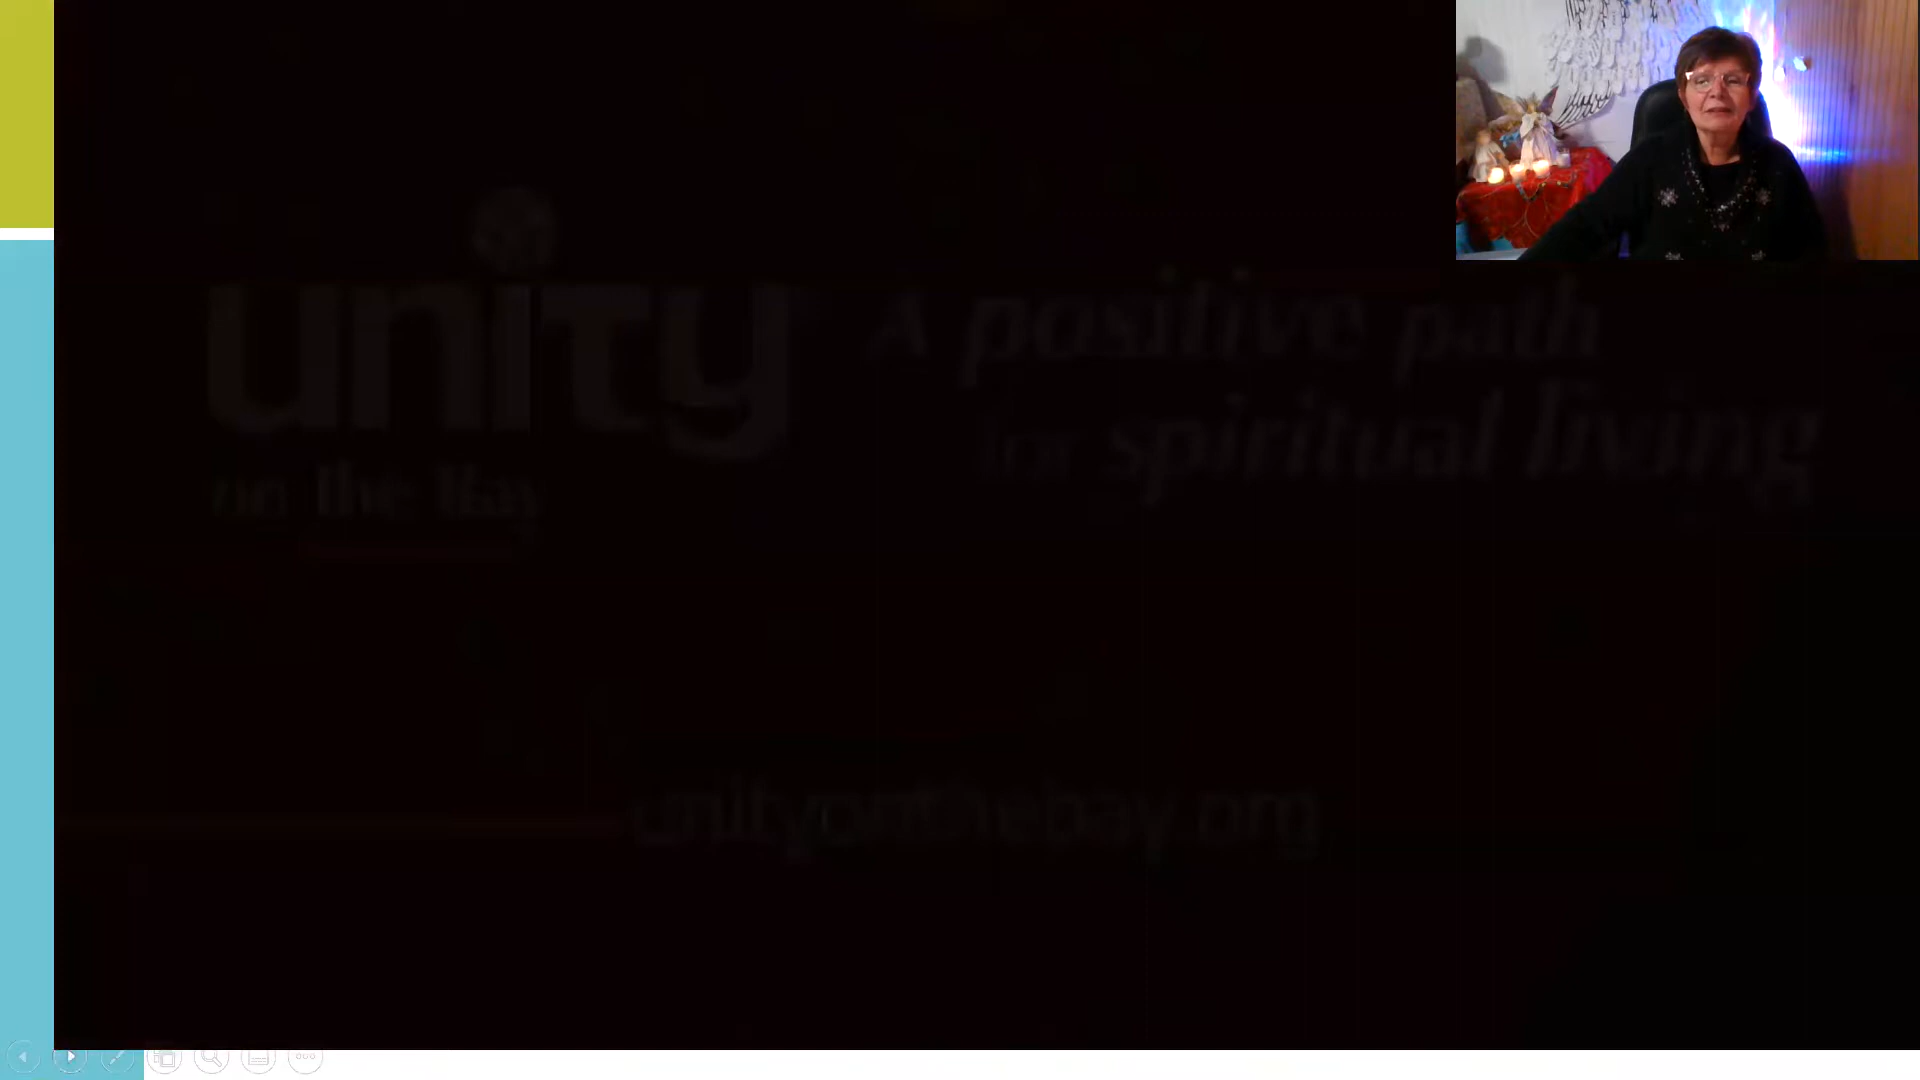 unity
on the Bay
A positive path
for spiritual living
unityonthebay.org